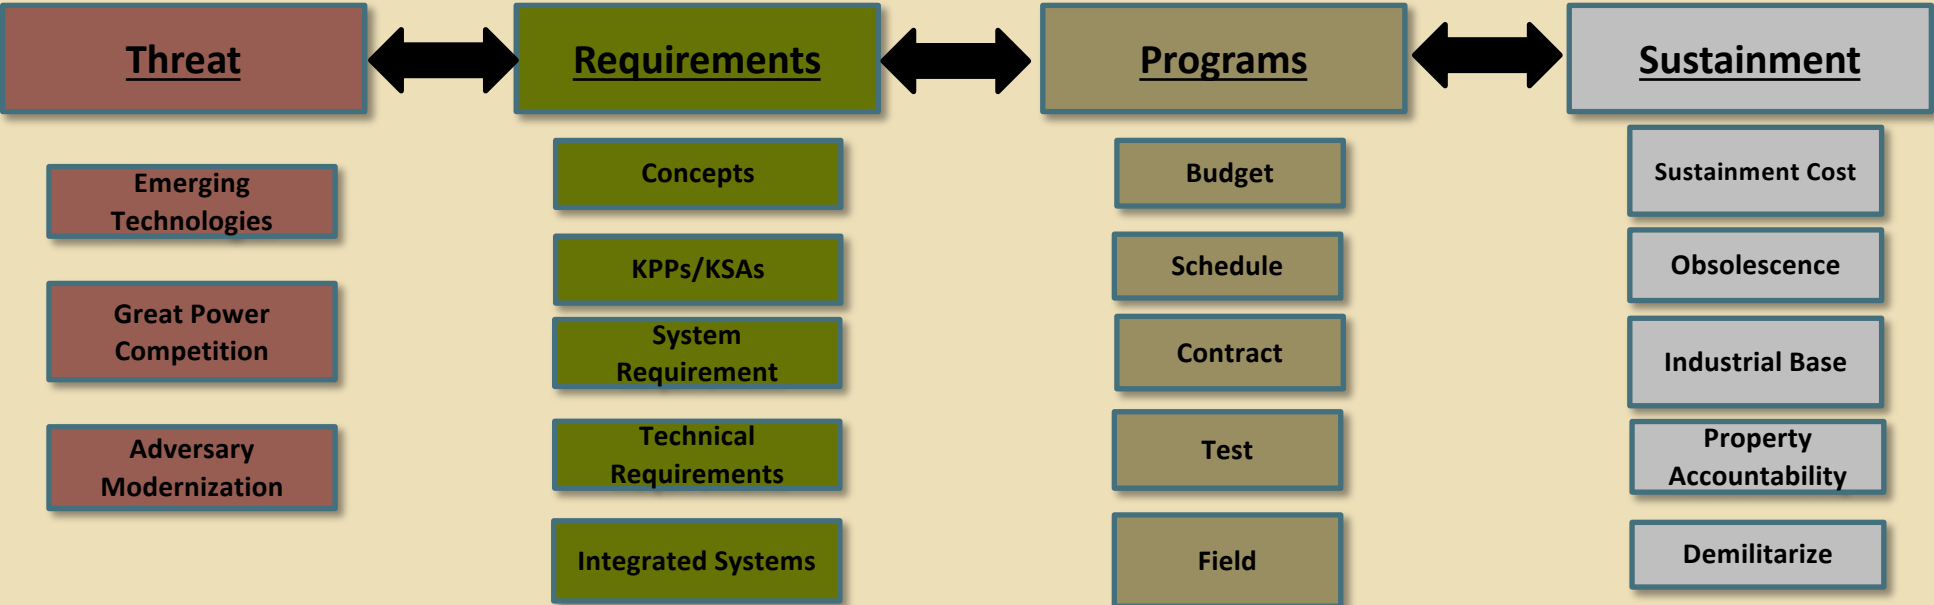 Threat
Requirements
Programs
Sustainment
Emerging
Technologies
Great Power
Competition
Adversary
Modernization
Concepts
KPPs/KSAs
System
Requirement
Technical
Requirements
Integrated Systems
Budget
Schedule
Contract
Test
Field
Sustainment Cost
Obsolescence
Industrial Base
Property
Accountability
Demilitarize